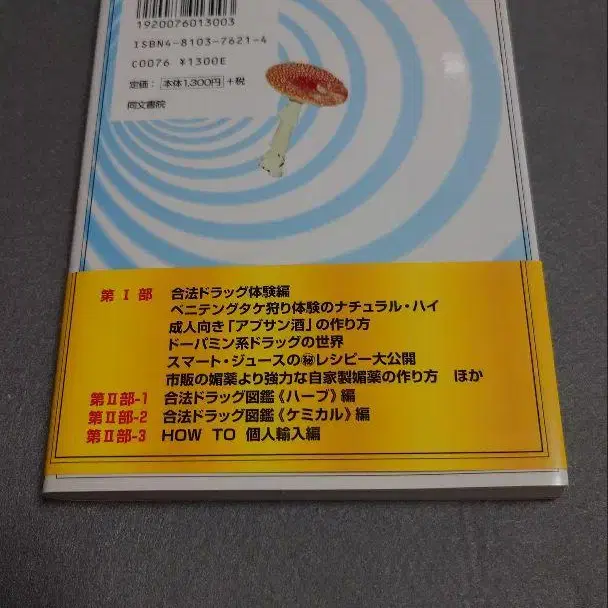 1920076013003
ISBN4-8103-7621-4
C0076 ¥1300E
定価：本体1,300円＋税
同文書院
第Ⅰ部 合法ドラッグ体験編
ベニテングタケ狩り体験のナチュラル・ハイ
成人向き「アブサン酒」の作り方
ドーパミン系ドラッグの世界
スマート・ジュースの㊙レシピー大公開
市販の媚薬より強力な自家製媚薬の作り方 ほか
第Ⅱ部-1 合法ドラッグ図鑑《ハーブ》編
第Ⅱ部-2 合法ドラッグ図鑑《ケミカル》編
第Ⅱ部-3 HOW TO 個人輸入編